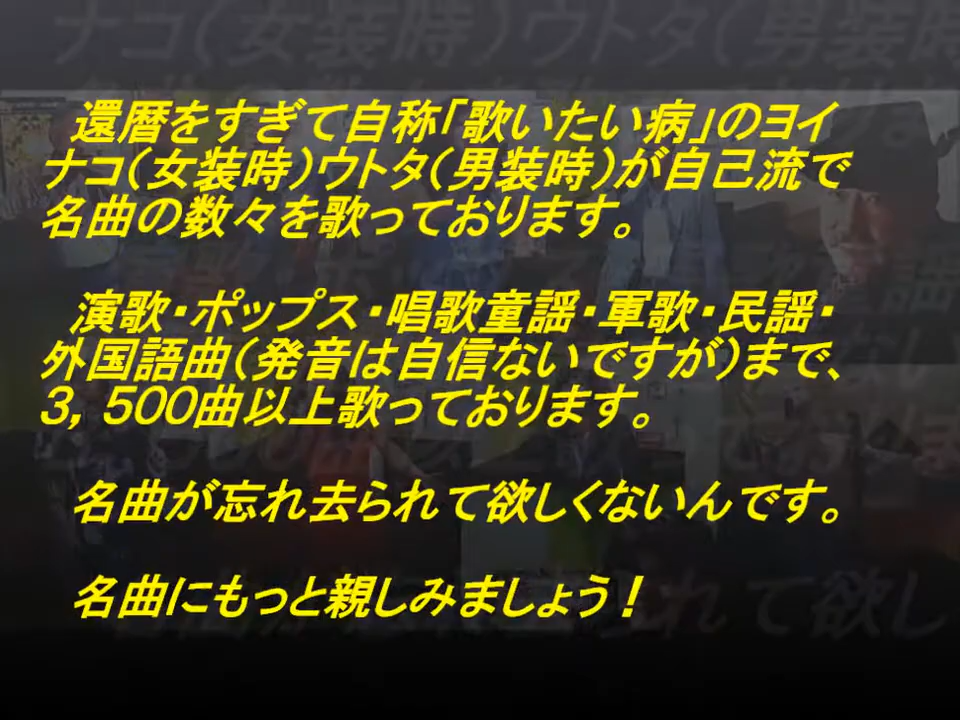 還暦をすぎて自称「歌いたい病」のヨイ
ナコ(女装時)ウトタ(男装時)が自己流で
名曲の数々を歌っております。
演歌・ポップス・唱歌童謡・軍歌・民謡・
外国語曲(発音は自信ないですが)まで、
3,500曲以上歌っております。
名曲が忘れ去られて欲しくないんです。
名曲にもっと親しみましょう!